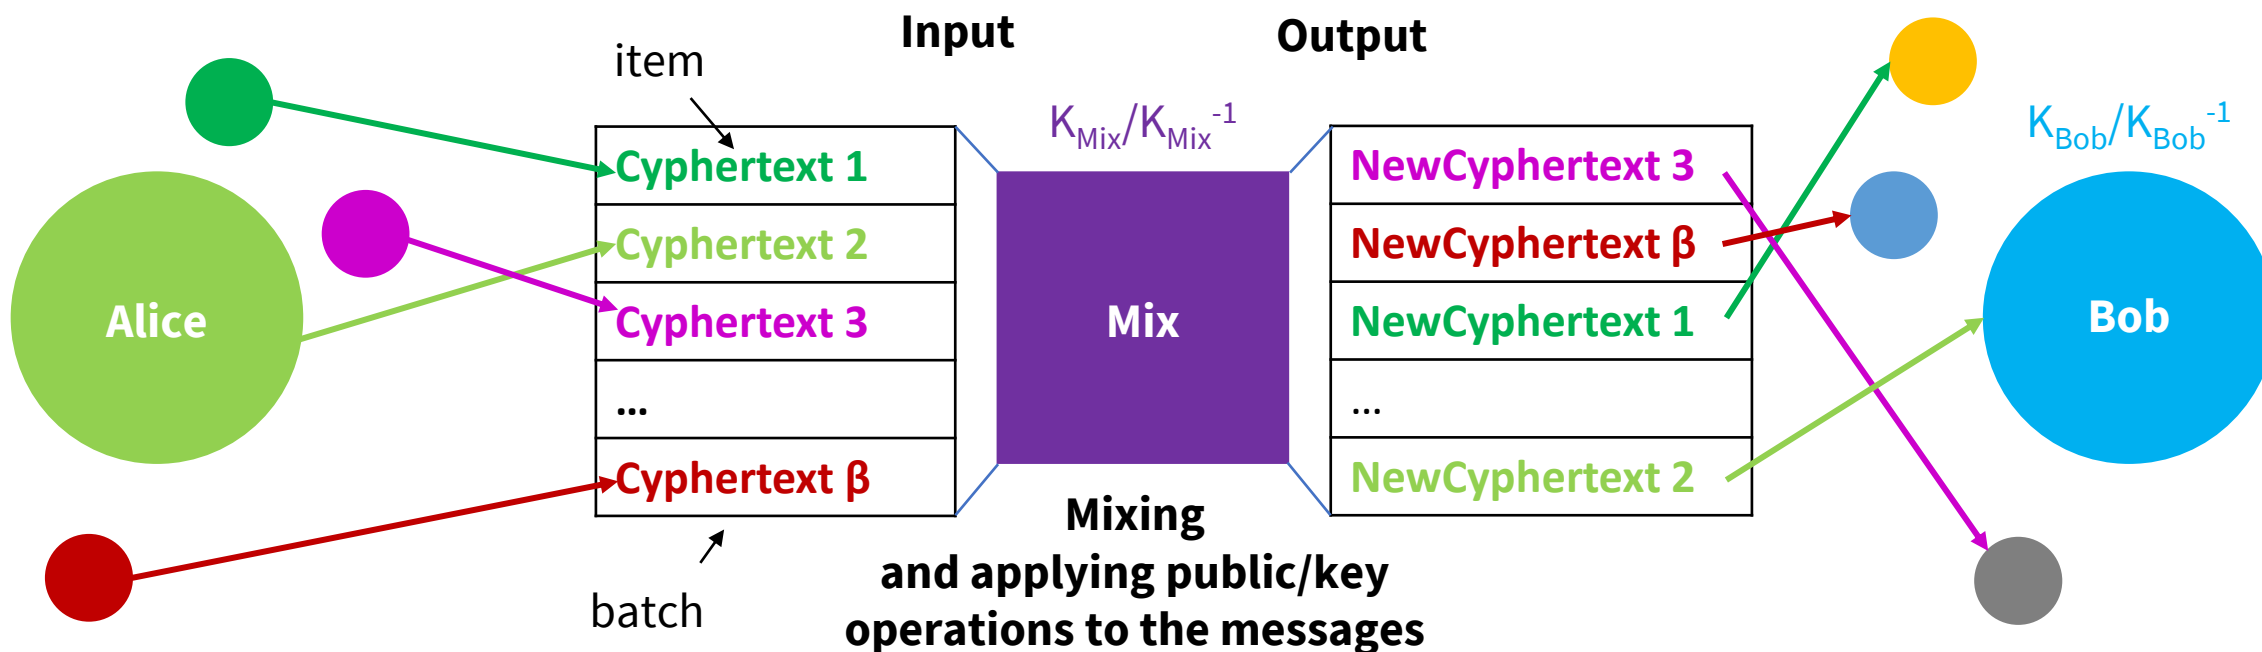 Input
Output
item
K_Mix/K_Mix^-1
K_Bob/K_Bob^-1
Cyphertext 1
Cyphertext 2
Cyphertext 3
...
Cyphertext β
Alice
Mix
NewCyphertext 3
NewCyphertext β
NewCyphertext 1
...
NewCyphertext 2
Bob
batch
Mixing
and applying public/key
operations to the messages